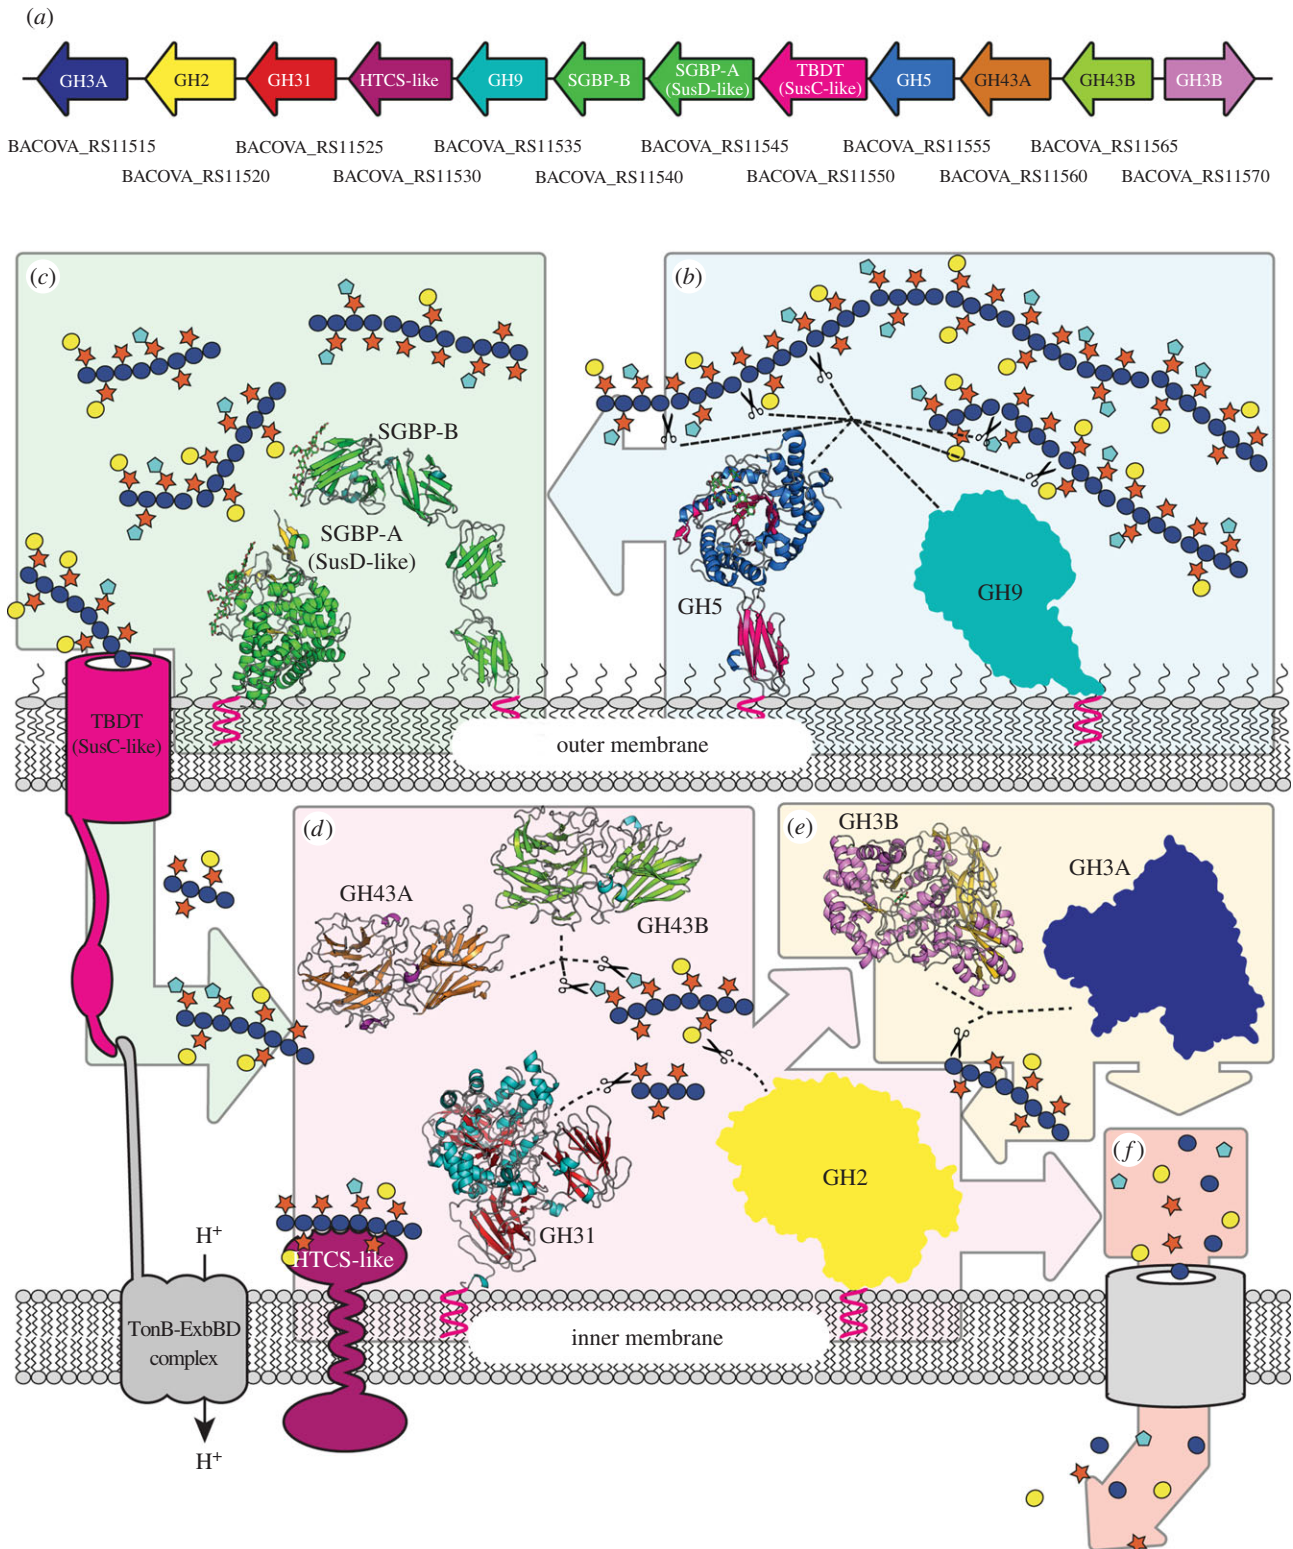 (a)
GH3A GH2 GH31 HTCS-like GH9 SGBP-B SGBP-A (SusD-like) TBDT (SusC-like) GH5 GH43A GH43B GH3B
BACOVA_RS11515 BACOVA_RS11525 BACOVA_RS11535 BACOVA_RS11545 BACOVA_RS11555 BACOVA_RS11565
BACOVA_RS11520 BACOVA_RS11530 BACOVA_RS11540 BACOVA_RS11550 BACOVA_RS11560 BACOVA_RS11570
(c)
(b)
SGBP-B
SGBP-A
(SusD-like)
GH5
GH9
TBDT
(SusC-like)
outer membrane
(d)
(e)
GH3B
GH3A
GH43A
GH43B
GH2
(f)
GH31
HTCS-like
H+
TonB-ExbBD
complex
inner membrane
H+